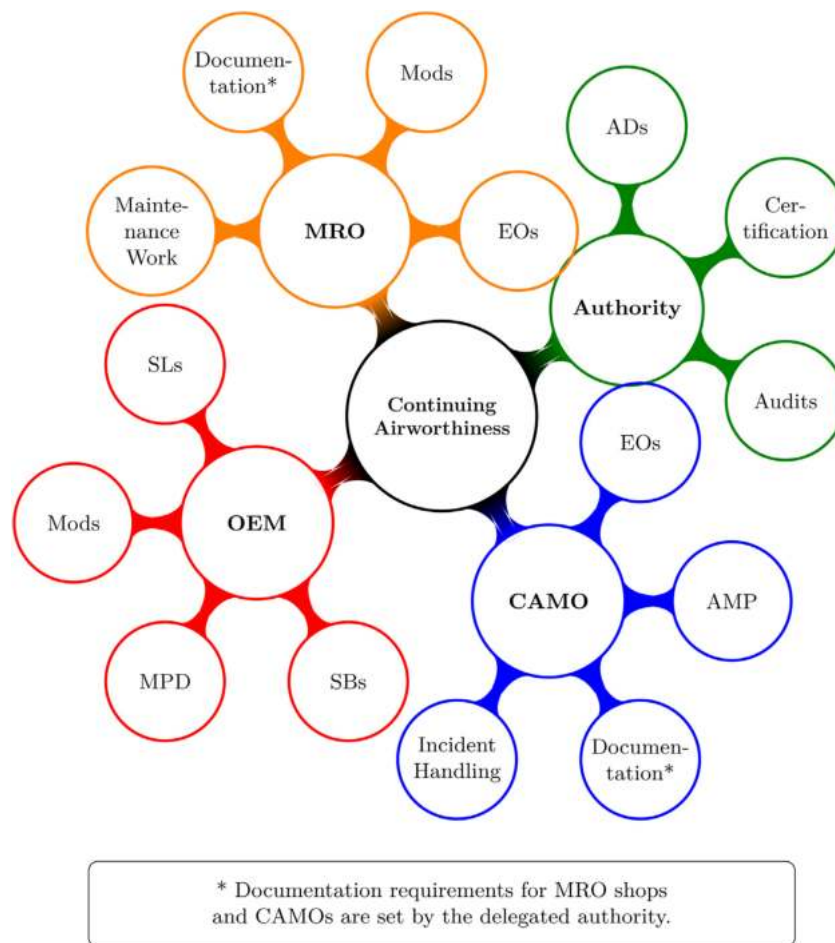 Documen-
tation*
Mods
Mainte-
nance
Work
MRO
EOs
ADs
Cer-
tification
Authority
Audits
Continuing
Airworthiness
SLs
Mods
OEM
MPD
SBs
EOs
CAMO
AMP
Incident
Handling
Documen-
tation*
* Documentation requirements for MRO shops
and CAMOs are set by the delegated authority.